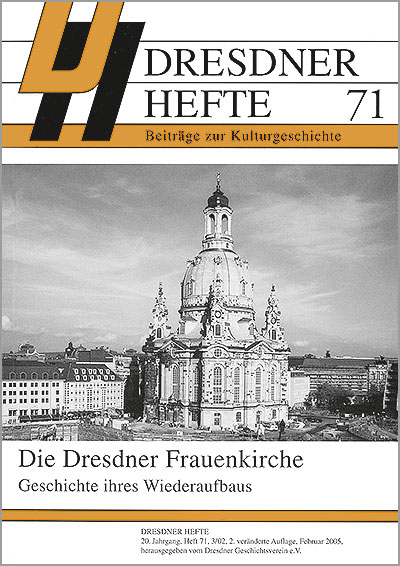 DH
DRESDNER
HEFTE 71
Beiträge zur Kulturgeschichte
Die Dresdner Frauenkirche
Geschichte ihres Wiederaufbaus
DRESDNER HEFTE
20. Jahrgang, Heft 71, 3/02, 2. veränderte Auflage, Februar 2005,
herausgegeben vom Dresdner Geschichtsverein e.V.